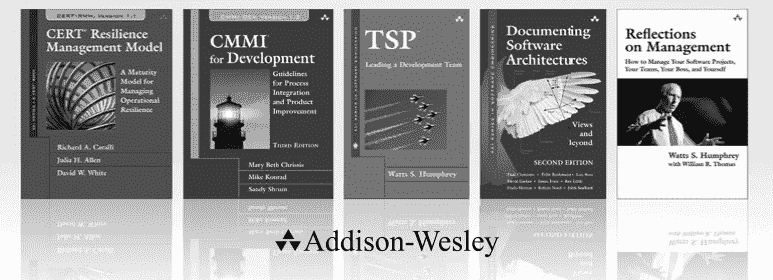 CERT® Resilience
Management Model
A Maturity
Model for
Managing
Operational
Resilience
Richard A. Caralli
Julia H. Allen
David W. White
CMMI®
for Development
Guidelines
for Process
Integration
and Product
Improvement
THIRD EDITION
Mary Beth Chrissis
Mike Konrad
Sandy Shrum
TSP
Leading a Development Team
Watts S. Humphrey
Documenting
Software
Architectures
Views
and
Beyond
SECOND EDITION
Reflections
on Management
How to Manage Your Software Projects,
Your Teams, Your Boss, and Yourself
Watts S. Humphrey
with William R. Thomas
Addison-Wesley